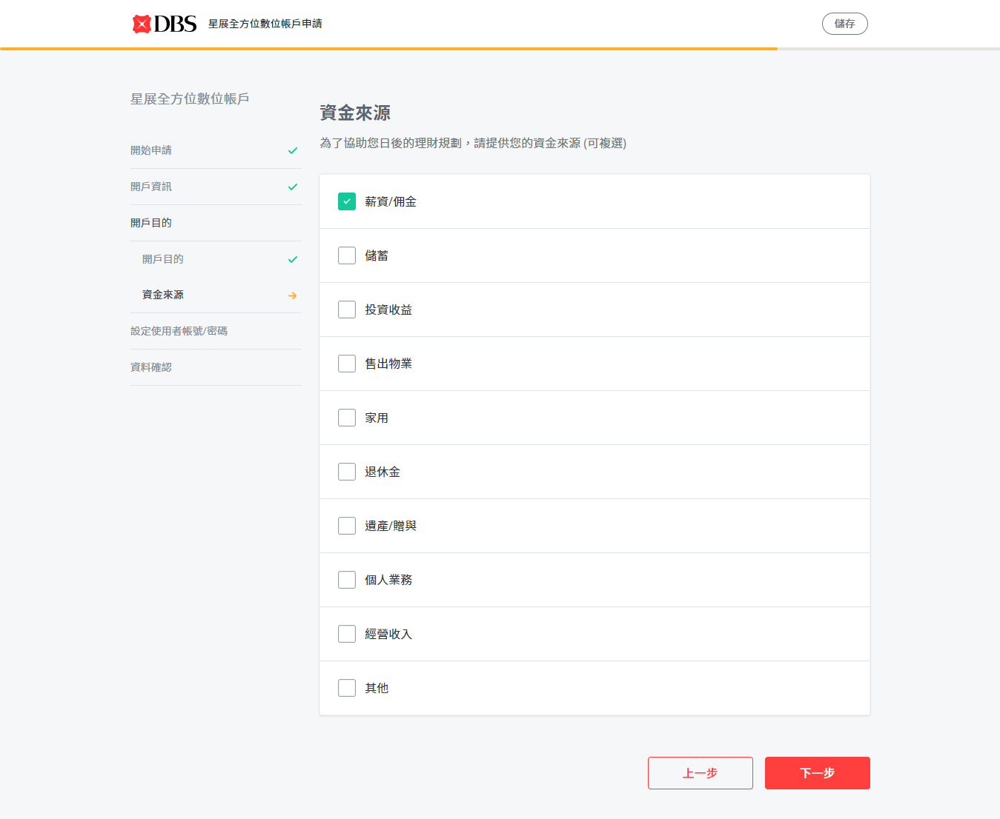 DBS 星展全方位數位帳戶申請
儲存
星展全方位數位帳戶
開始申請
開戶資訊
開戶目的
開戶目的
資金來源
設定使用者帳號/密碼
資料確認
資金來源
為了協助您日後的理財規劃，請提供您的資金來源 (可複選)
薪資/佣金
儲蓄
投資收益
售出物業
家用
退休金
遺產/贈與
個人業務
經營收入
其他
上一步
下一步